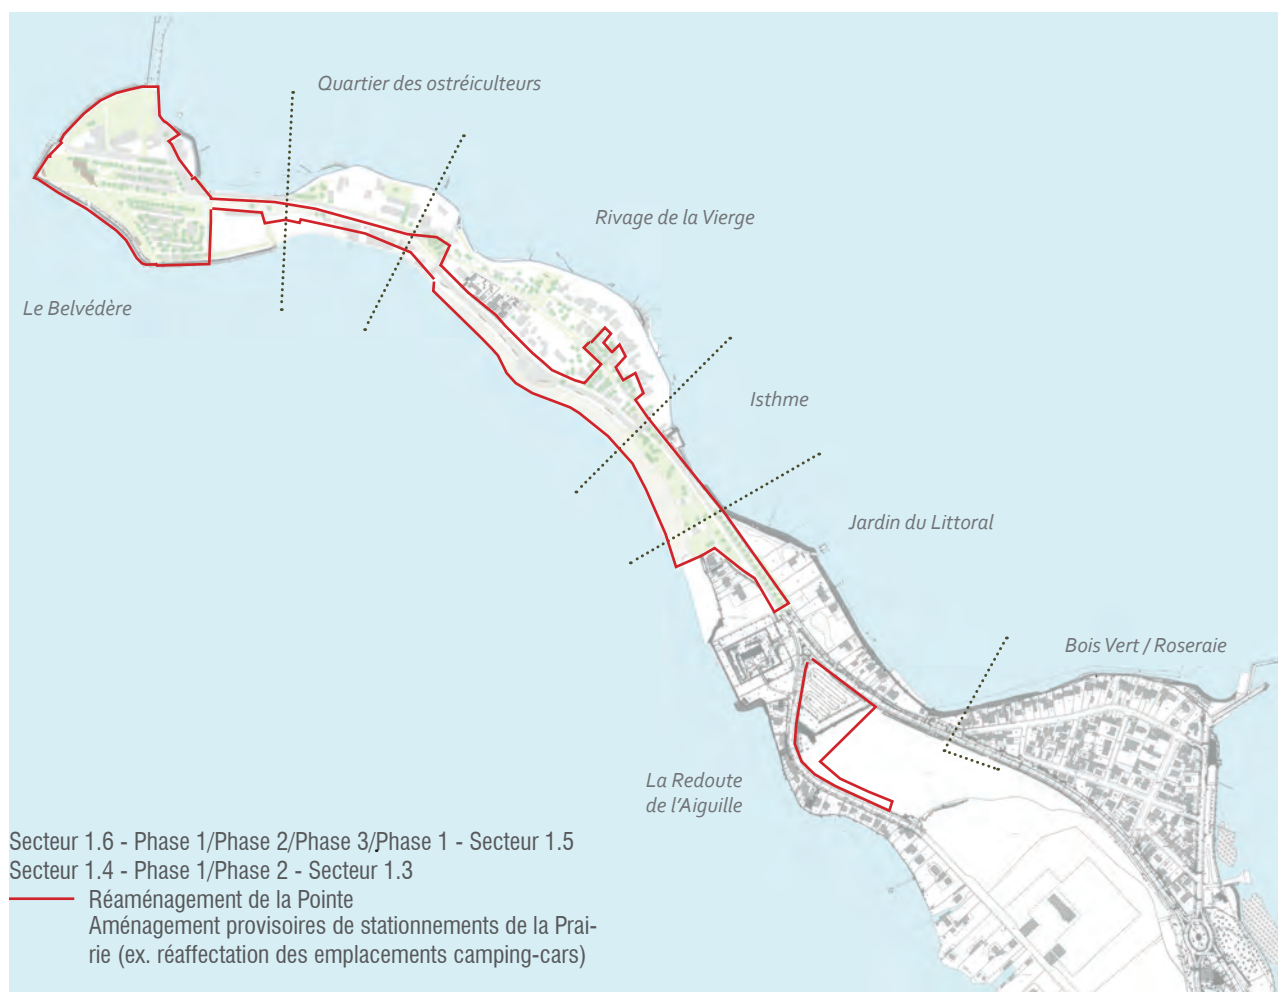 Quartier des ostréiculteurs
Rivage de la Vierge
Le Belvédère
Isthme
Jardin du Littoral
Bois Vert / Roseraie
La Redoute
de l'Aiguille
Secteur 1.6 - Phase 1/Phase 2/Phase 3/Phase 1 - Secteur 1.5
Secteur 1.4 - Phase 1/Phase 2 - Secteur 1.3
Réaménagement de la Pointe
Aménagement provisoires de stationnements de la Prai-
rie (ex. réaffectation des emplacements camping-cars)